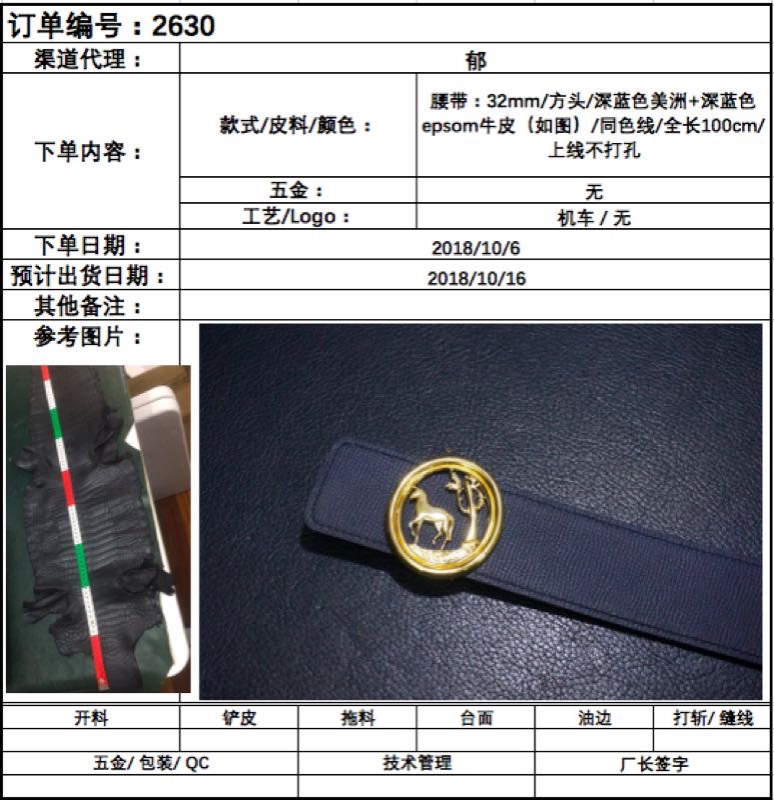 订单编号：2630
渠道代理：
郁
下单内容：
款式/皮料/颜色：
腰带：32mm/方头/深蓝色美洲+深蓝色
epsom牛皮（如图）/同色线/全长100cm/
上线不打孔
五金：
无
工艺/Logo：
机车 / 无
下单日期：
2018/10/6
预计出货日期：
2018/10/16
其他备注：
参考图片：
开料
铲皮
拖料
台面
油边
打斩/ 缝线
五金/ 包装/ QC
技术管理
厂长签字